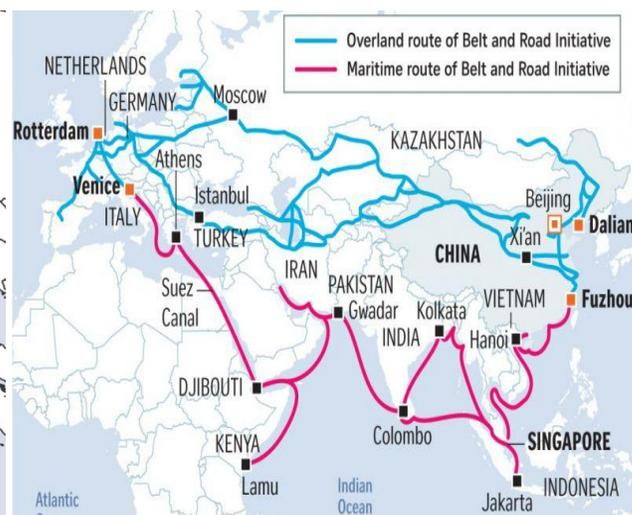 Overland route of Belt and Road Initiative
Maritime route of Belt and Road Initiative
NETHERLANDS
GERMANY
Moscow
Rotterdam
Athens
KAZAKHSTAN
Venice
Istanbul
Beijing
ITALY
TURKEY
Xi'an
Dalian
CHINA
IRAN
PAKISTAN
Suez
Canal
Gwadar
Kolkata
VIETNAM
Fuzhou
INDIA
Hanoi
DJIBOUTI
Colombo
SINGAPORE
KENYA
Lamu
Atlantic
Indian
Ocean
Jakarta
INDONESIA